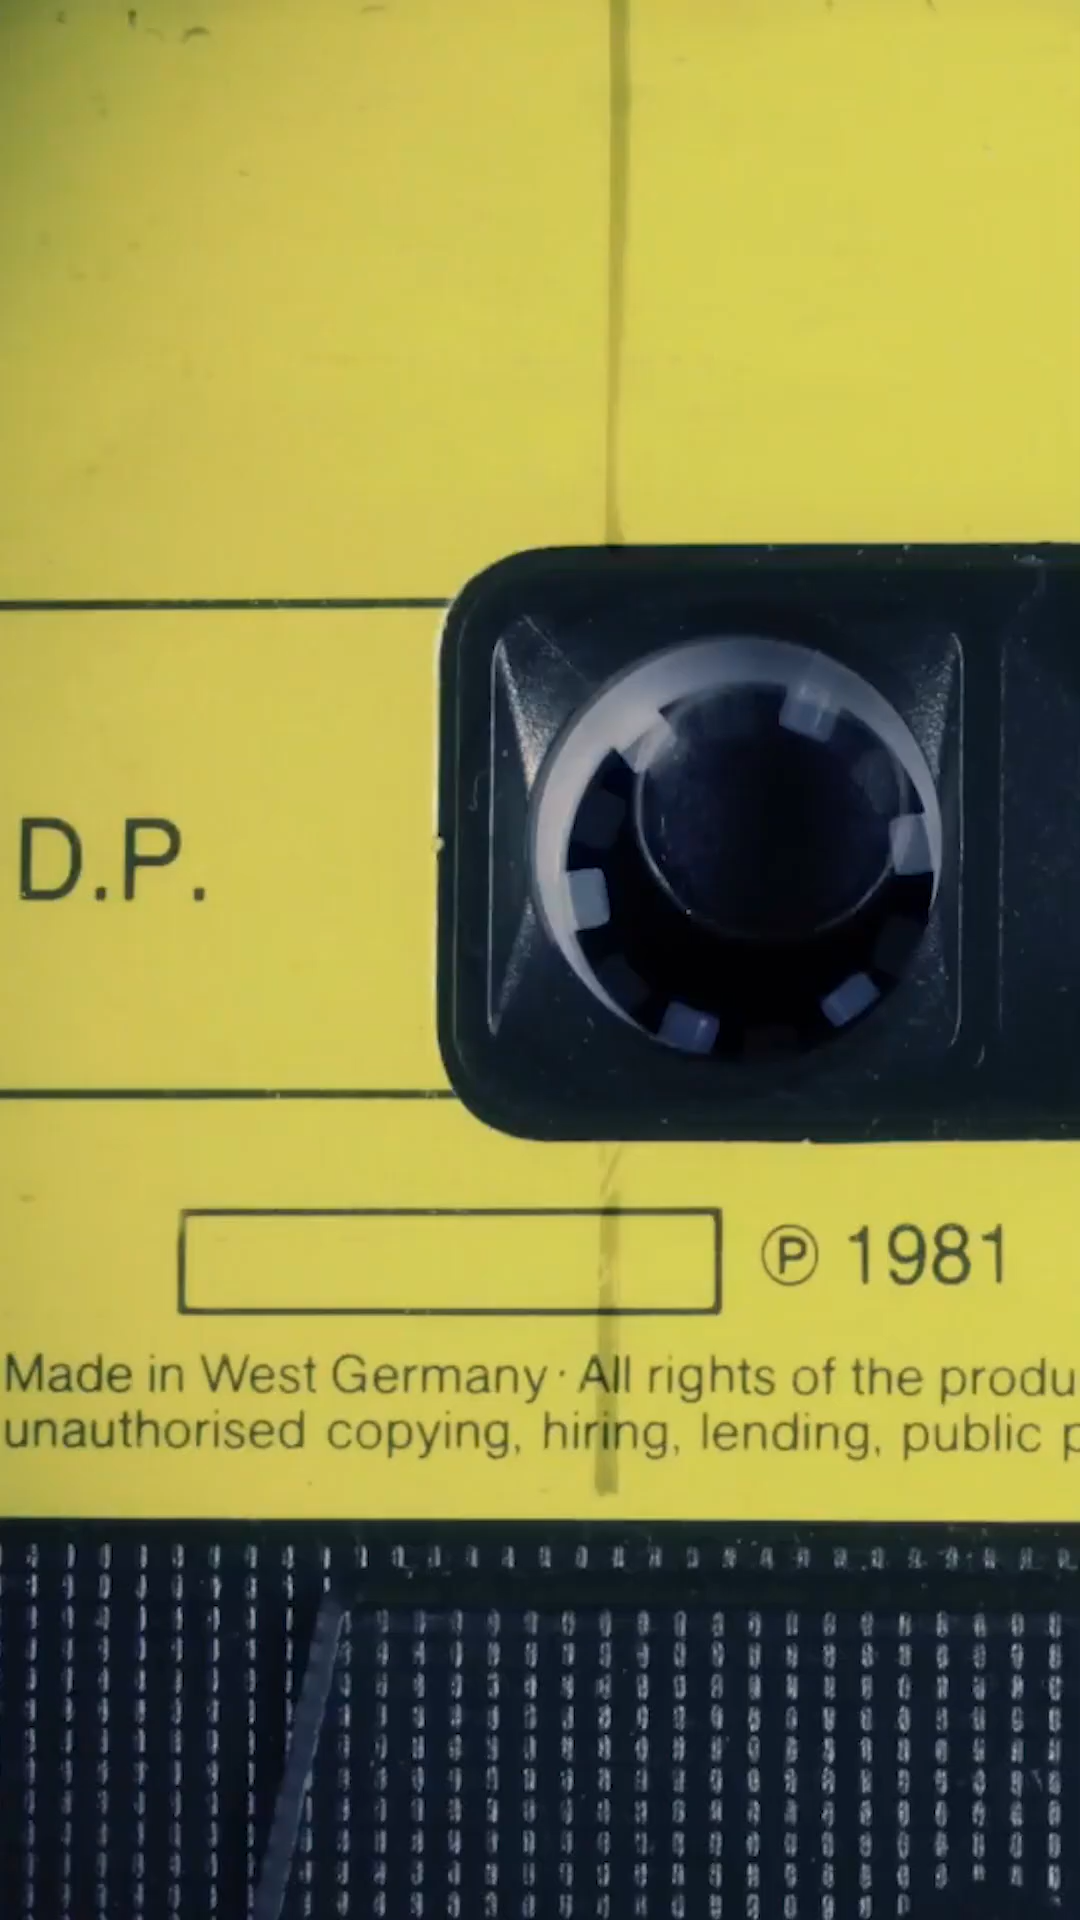 D.P.
℗ 1981
Made in West Germany · All rights of the produ
unauthorised copying, hiring, lending, public p